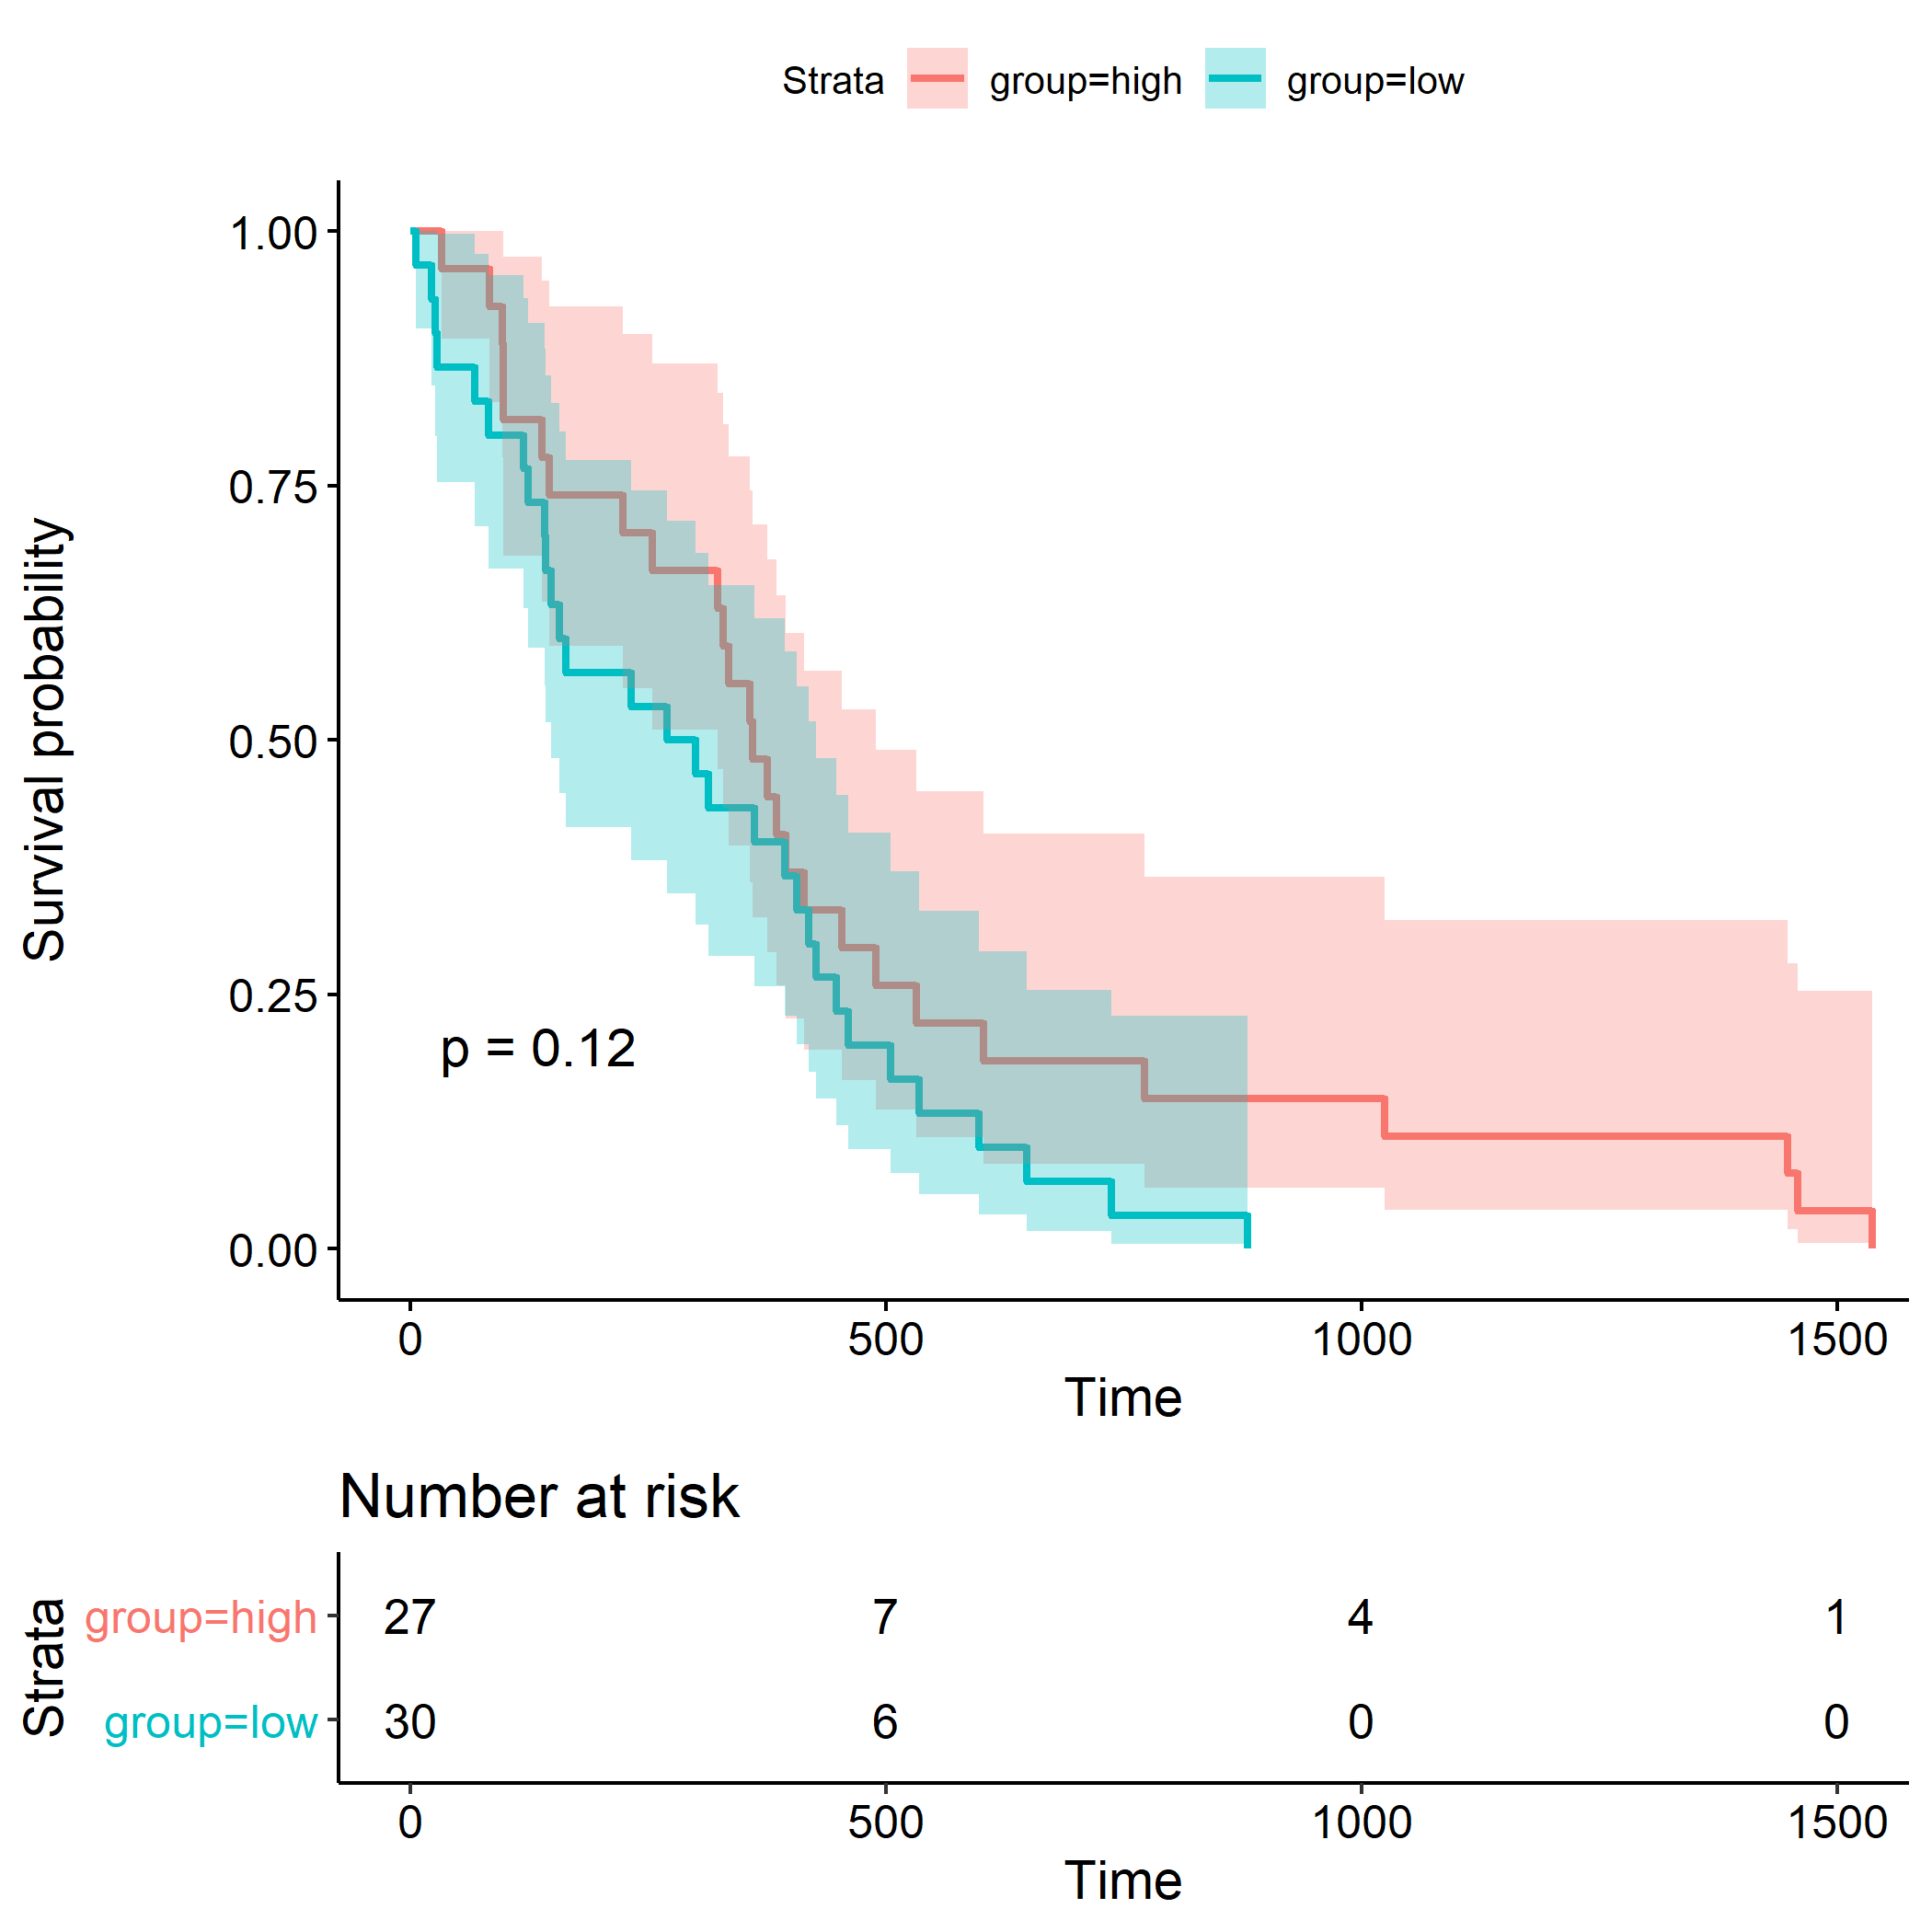 Strata group=high group=low
1.00
0.75
0.50
0.25
0.00
Survival probability
p = 0.12
0 500 1000 1500
Time
Number at risk
Strata
group=high 27 7 4 1
group=low 30 6 0 0
0 500 1000 1500
Time